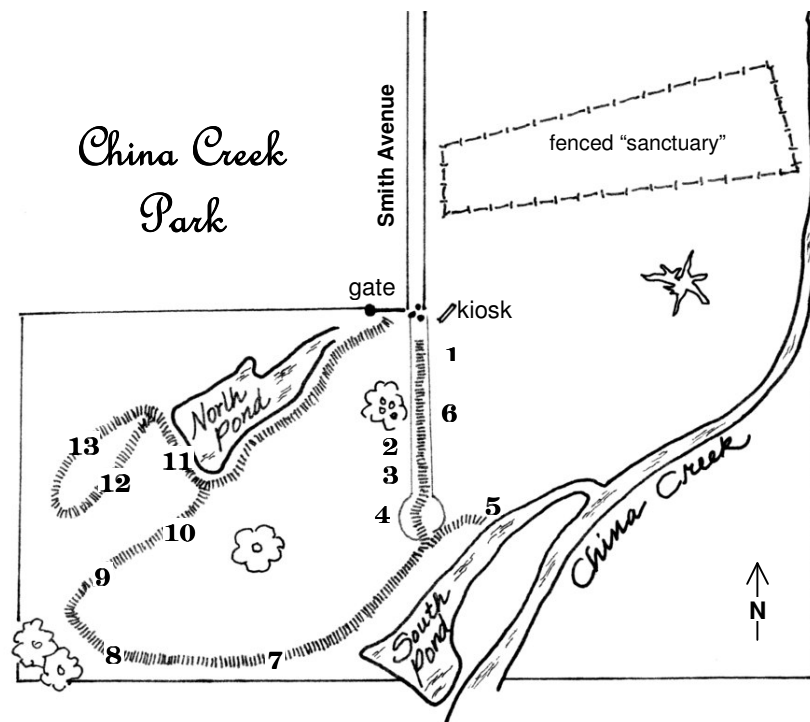 China Creek
Park
Smith Avenue
fenced “sanctuary”
gate
kiosk
1
6
2
3
4
5
North
Pond
13
12
11
10
9
8
7
South
Pond
China Creek
N